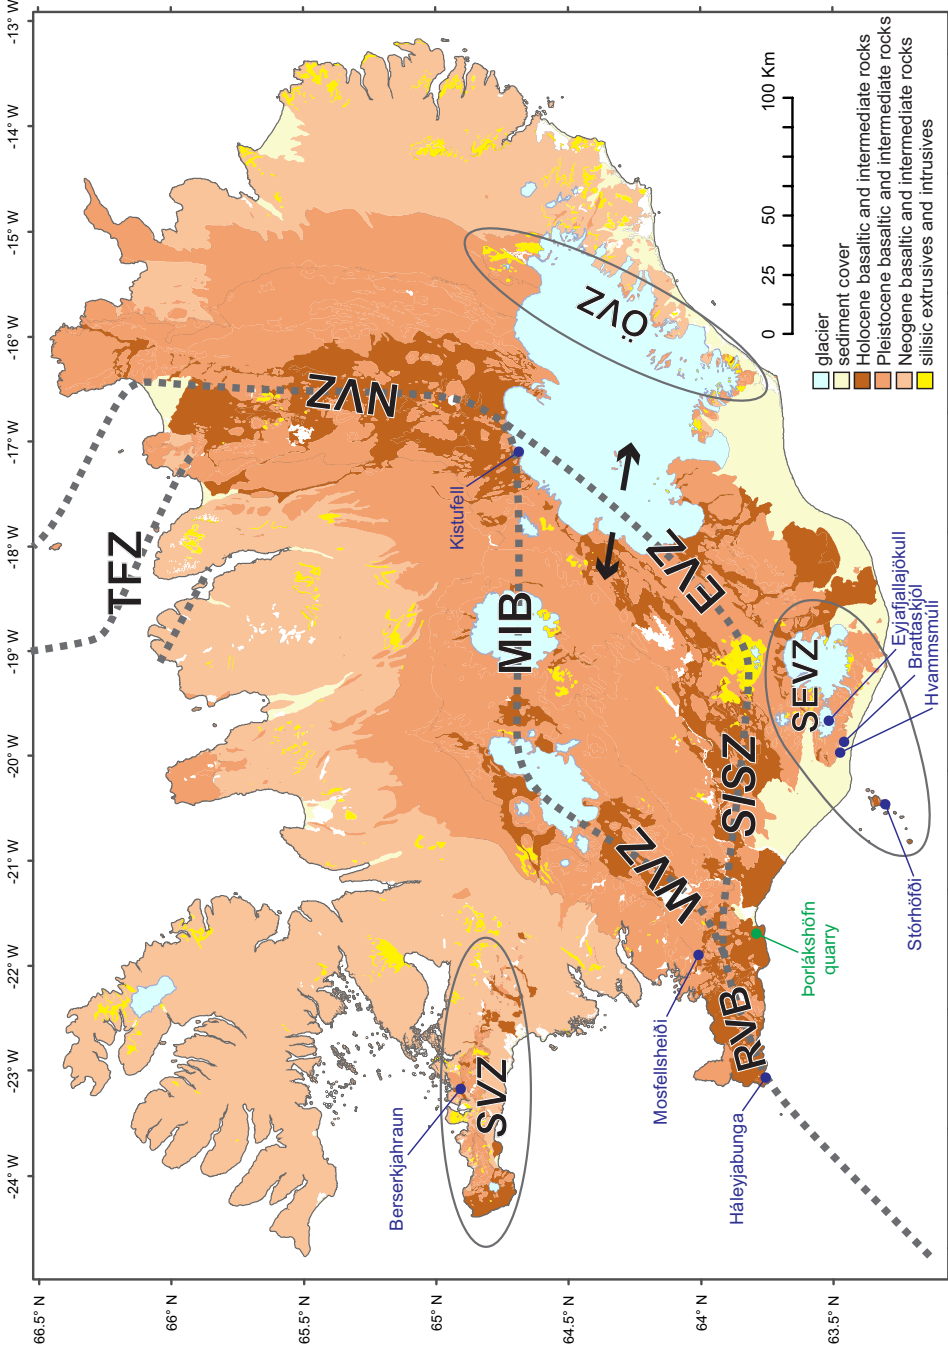 66.5° N
66° N
65.5° N
65° N
64.5° N
64° N
63.5° N
-24° W
-23° W
-22° W
-21° W
-20° W
-19° W
-18° W
-17° W
-16° W
-15° W
-14° W
-13° W
TFZ
NVZ
Kistufell
MIB
ÖVZ
EVZ
WVZ
SISZ
SEVZ
SVZ
RVB
Berserkjahraun
Mosfellsheiði
Háleyjabunga
Þorlákshöfn
quarry
Stórhöfði
Eyjafjallajökull
Brattaskjól
Hvammsmúli
0
25
50
100 Km
glacier
sediment cover
Holocene basaltic and intermediate rocks
Pleistocene basaltic and intermediate rocks
Neogene basaltic and intermediate rocks
silisic extrusives and intrusives